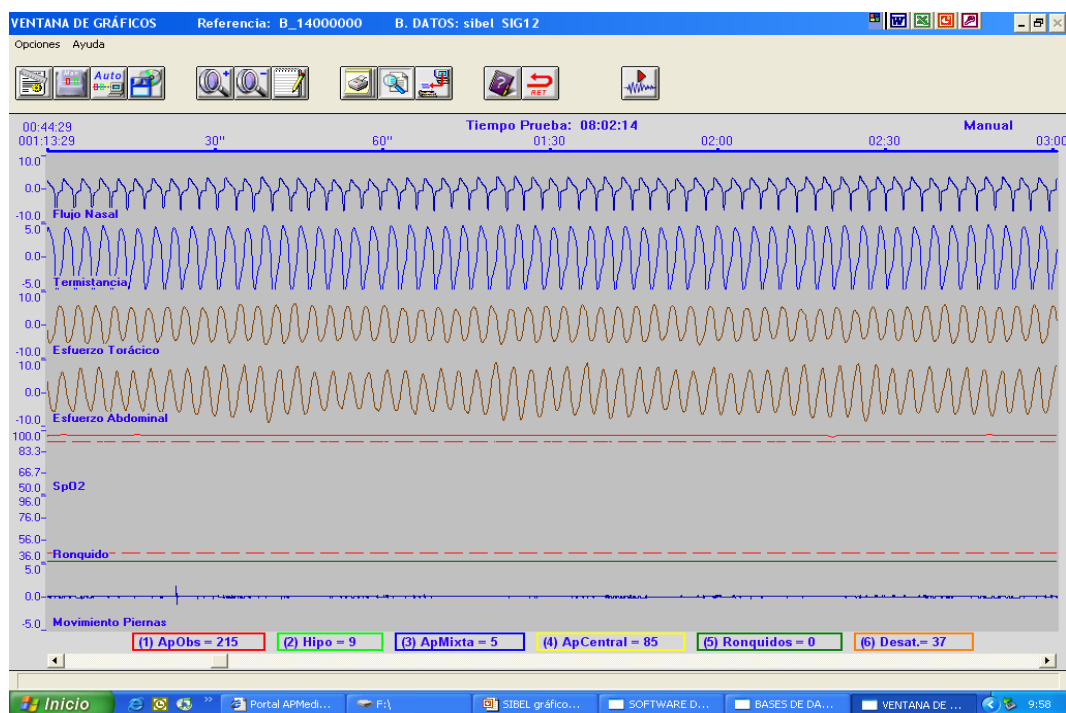 VENTANA DE GRÁFICOS Referencia: B_14000000 B. DATOS: sibel SIG12
Opciones Ayuda
Auto
RET
00:44:29 Tiempo Prueba: 08:02:14 Manual
001:13:29 30" 60" 01:30 02:00 02:30 03:00
10.0
0.0
-10.0 Flujo Nasal
5.0
0.0
-5.0 Termistancia
10.0
0.0
-10.0 Esfuerzo Torácico
10.0
0.0
-10.0 Esfuerzo Abdominal
100.0
83.3
66.7
50.0 SpO2
96.0
76.0
56.0
36.0 Ronquido
5.0
0.0
-5.0 Movimiento Piernas
(1) ApObs = 215 (2) Hipo = 9 (3) ApMixta = 5 (4) ApCentral = 85 (5) Ronquidos = 0 (6) Desat.= 37
Inicio Portal APMedi... F:\ SIBEL gráfico... SOFTWARE D... BASES DE DA... VENTANA DE ... 9:58